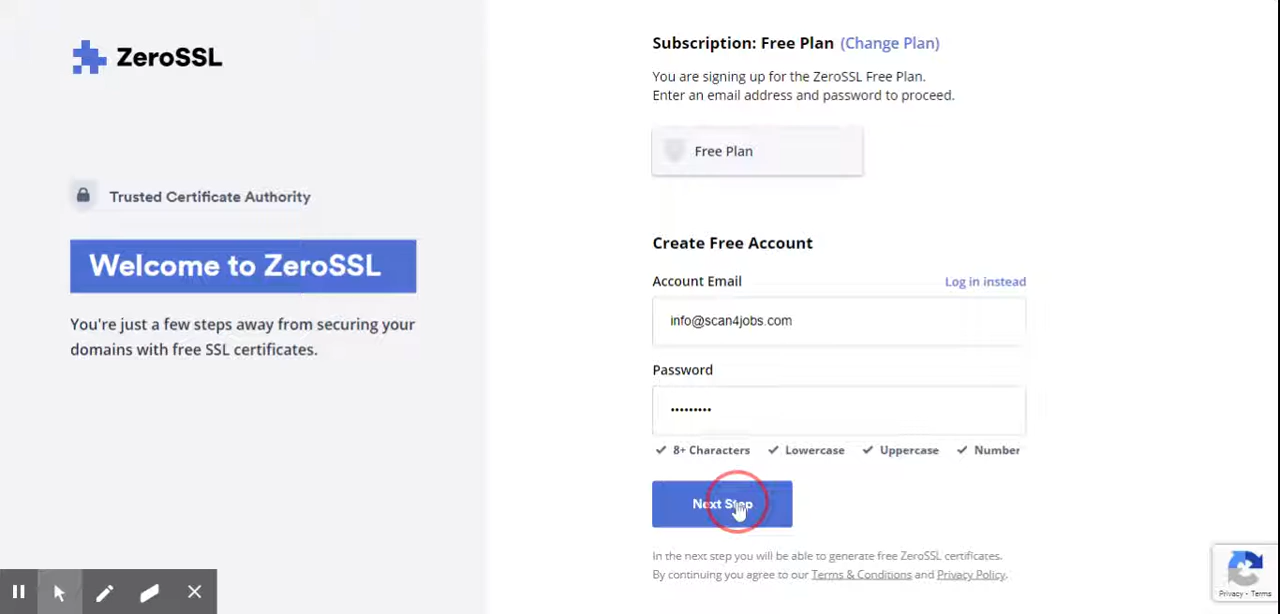 ZeroSSL
Trusted Certificate Authority
Welcome to ZeroSSL
You're just a few steps away from securing your
domains with free SSL certificates.
Subscription: Free Plan (Change Plan)
You are signing up for the ZeroSSL Free Plan.
Enter an email address and password to proceed.
Free Plan
Create Free Account
Account Email Log in instead
info@scan4jobs.com
Password
•••••••••
8+ Characters Lowercase Uppercase Number
Next Step
In the next step you will be able to generate free ZeroSSL certificates.
By continuing you agree to our Terms & Conditions and Privacy Policy.
Privacy - Terms